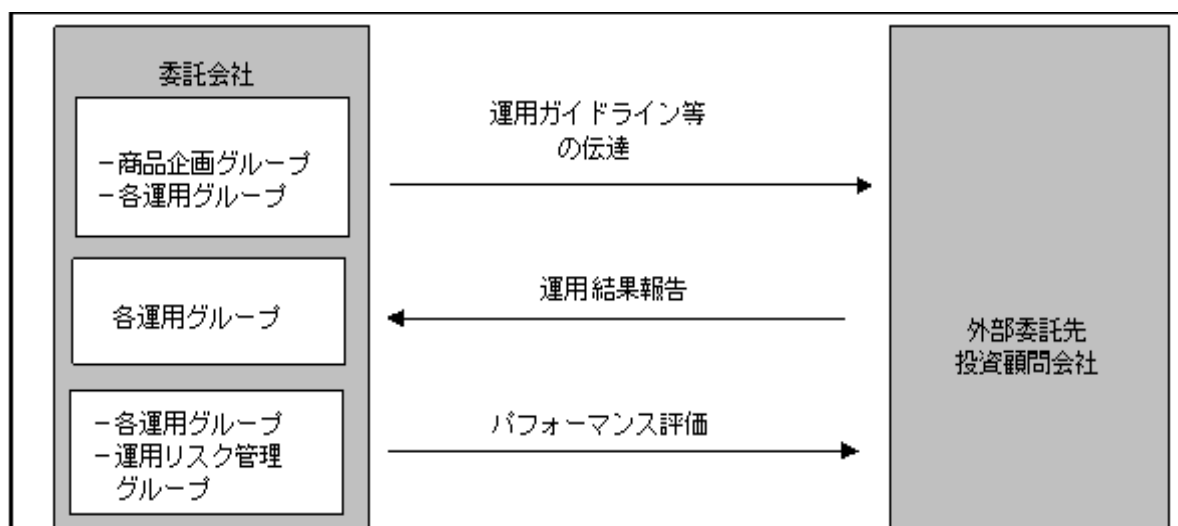 委託会社
－商品企画グループ
－各運用グループ
運用ガイドライン等
の伝達
各運用グループ
運用結果報告
－各運用グループ
－運用リスク管理
グループ
パフォーマンス評価
外部委託先
投資顧問会社